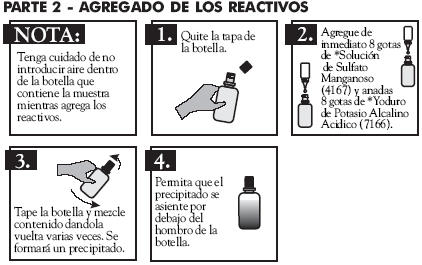 PARTE 2 - AGREGADO DE LOS REACTIVOS
NOTA:
Tenga cuidado de no
introducir aire dentro
de la botella que
contiene la muestra
mientras agrega los
reactivos.
1.
Quite la tapa de
la botella.
2.
Agregue de
inmediato 8 gotas
de *Solución
de Sulfato
Manganoso
(4167) y anadas
8 gotas de *Yoduro
de Potasio Alcalino
Acídico (7166).
3.
Tape la botella y mezcle
contenido dandola
vuelta varias veces. Se
formará un precipitado.
4.
Permita que el
precipitado se
asiente por
debajo del
hombro de la
botella.